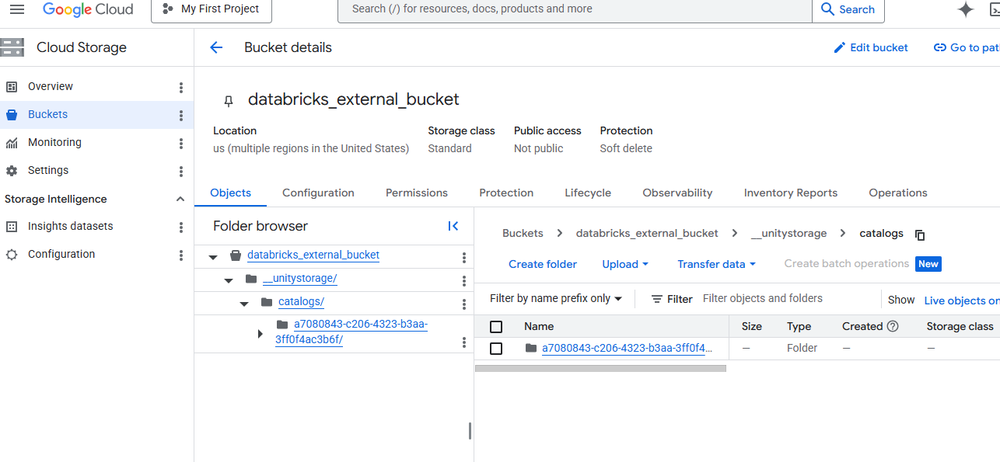 Google Cloud
My First Project
Search (/) for resources, docs, products and more
Search
Cloud Storage
Bucket details
Edit bucket
Go to pat
Overview
Buckets
Monitoring
Settings
Storage Intelligence
Insights datasets
Configuration
databricks_external_bucket
Location
us (multiple regions in the United States)
Storage class
Standard
Public access
Not public
Protection
Soft delete
Objects
Configuration
Permissions
Protection
Lifecycle
Observability
Inventory Reports
Operations
Folder browser
databricks_external_bucket
__unitystorage/
catalogs/
a7080843-c206-4323-b3aa-
3ff0f4ac3b6f/
Buckets > databricks_external_bucket > __unitystorage > catalogs
Create folder
Upload
Transfer data
Create batch operations
New
Filter by name prefix only
Filter
Filter objects and folders
Show
Live objects on
Name
Size
Type
Created
Storage class
a7080843-c206-4323-b3aa-3ff0f4…
—
Folder
—
—